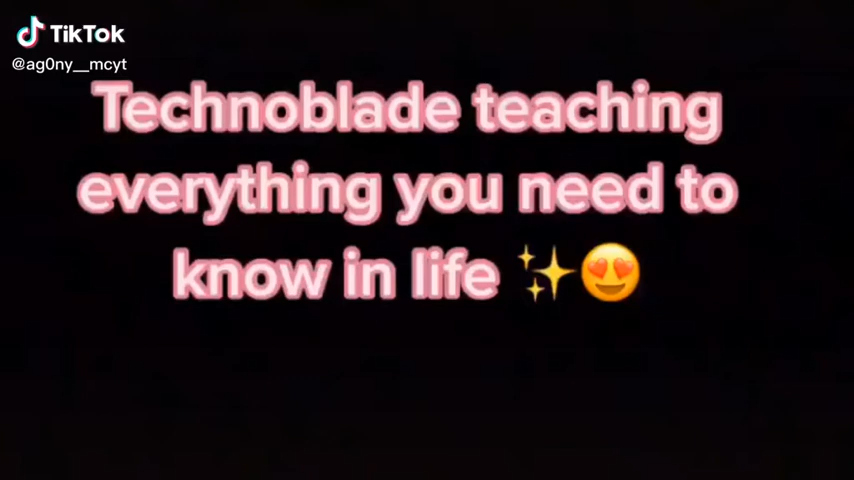 TikTok
@ag0ny__mcyt
Technoblade teaching
everything you need to
know in life ✨😍